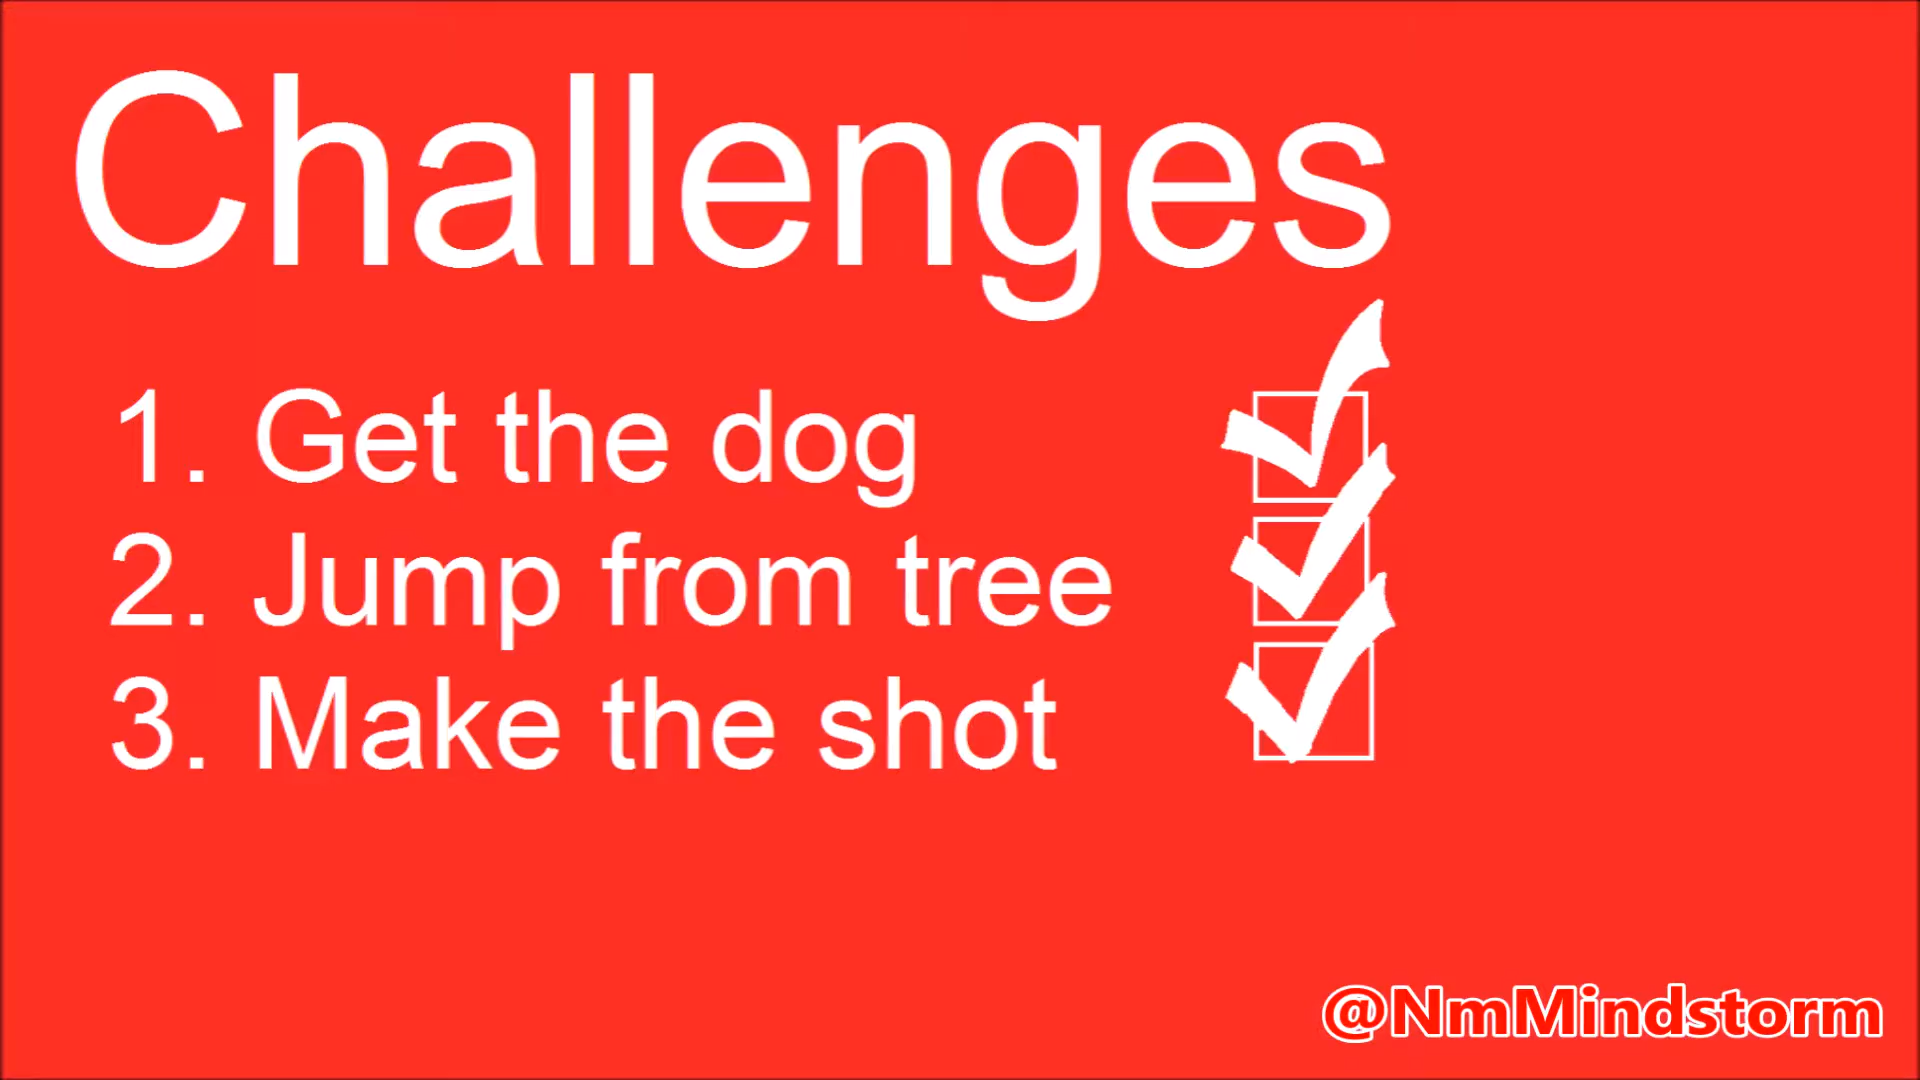 Challenges
1. Get the dog
2. Jump from tree
3. Make the shot
@NmMindstorm